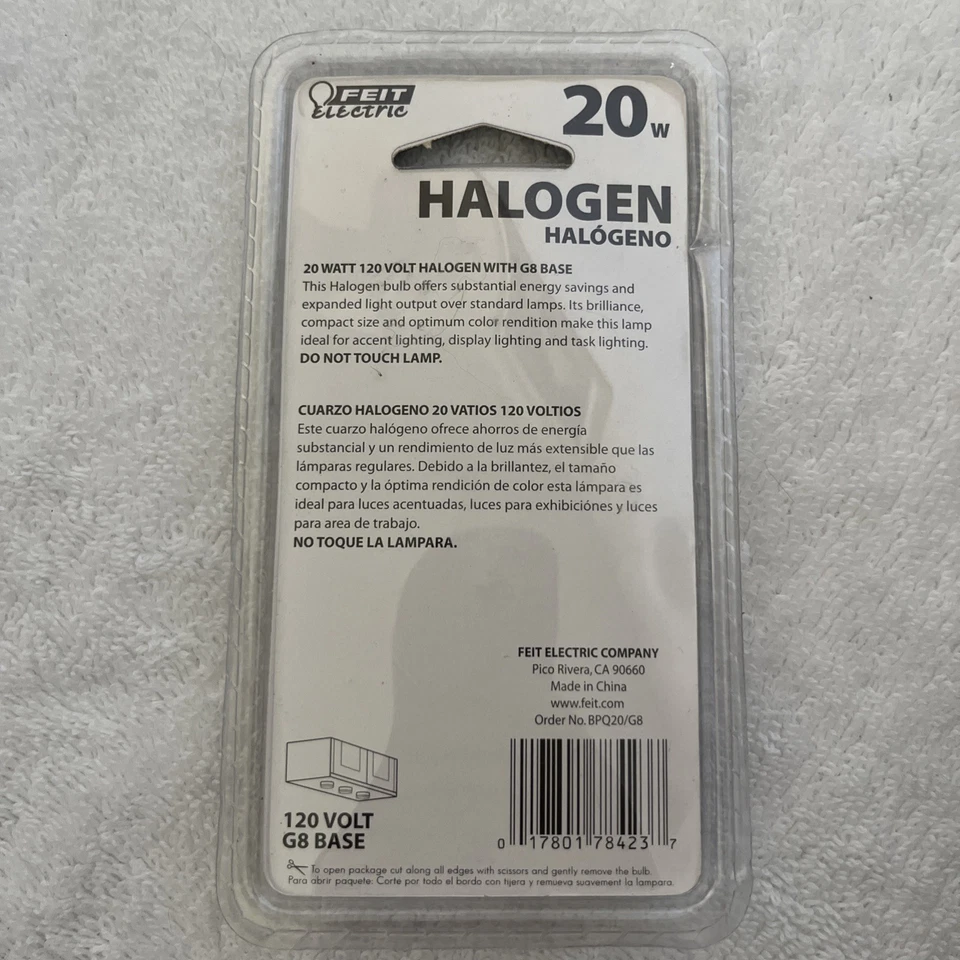 FEIT
Electric
20 W
HALOGEN
HALÓGENO
20 WATT 120 VOLT HALOGEN WITH G8 BASE
This Halogen bulb offers substantial energy savings and
expanded light output over standard lamps. Its brilliance,
compact size and optimum color rendition make this lamp
ideal for accent lighting, display lighting and task lighting.
DO NOT TOUCH LAMP.
CUARZO HALOGENO 20 VATIOS 120 VOLTIOS
Este cuarzo halógeno ofrece ahorros de energía
substancial y un rendimiento de luz más extensible que las
lámparas regulares. Debido a la brillantez, el tamaño
compacto y la óptima rendición de color esta lámpara es
ideal para luces acentuadas, luces para exhibiciónes y luces
para area de trabajo.
NO TOQUE LA LAMPARA.
FEIT ELECTRIC COMPANY
Pico Rivera, CA 90660
Made in China
www.feit.com
Order No. BPQ20/G8
120 VOLT
G8 BASE
0 17801 78423 7
To open package cut along all edges with scissors and gently remove the bulb.
Para abrir paquete: Corte por todo el bordo con tijera y remueva suavement la lampara.